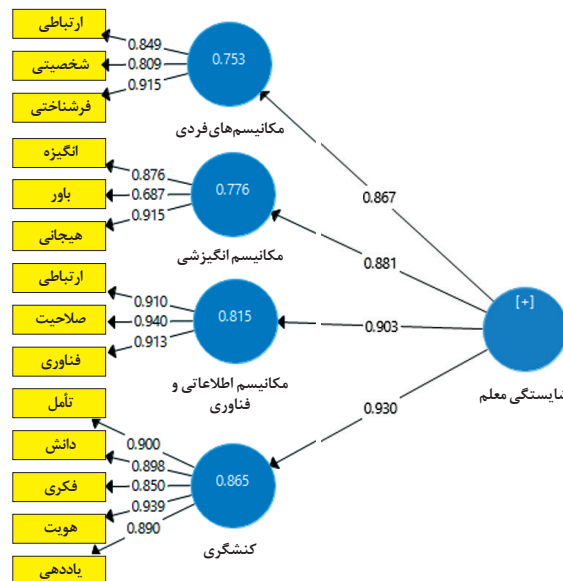 ارتباطی
شخصیتی
فرشناختی
0.849
0.809
0.915
0.753
مکانیسم‌های فردی
انگیزه
باور
هیجانی
0.876
0.687
0.915
0.776
مکانیسم انگیزشی
ارتباطی
صلاحیت
فناوری
0.910
0.940
0.913
0.815
مکانیسم اطلاعاتی و
فناوری
تأمل
دانش
فکری
هویت
یاددهی
0.900
0.898
0.850
0.939
0.890
0.865
کنشگری
0.867
0.881
0.903
0.930
[+]
شایستگی معلم